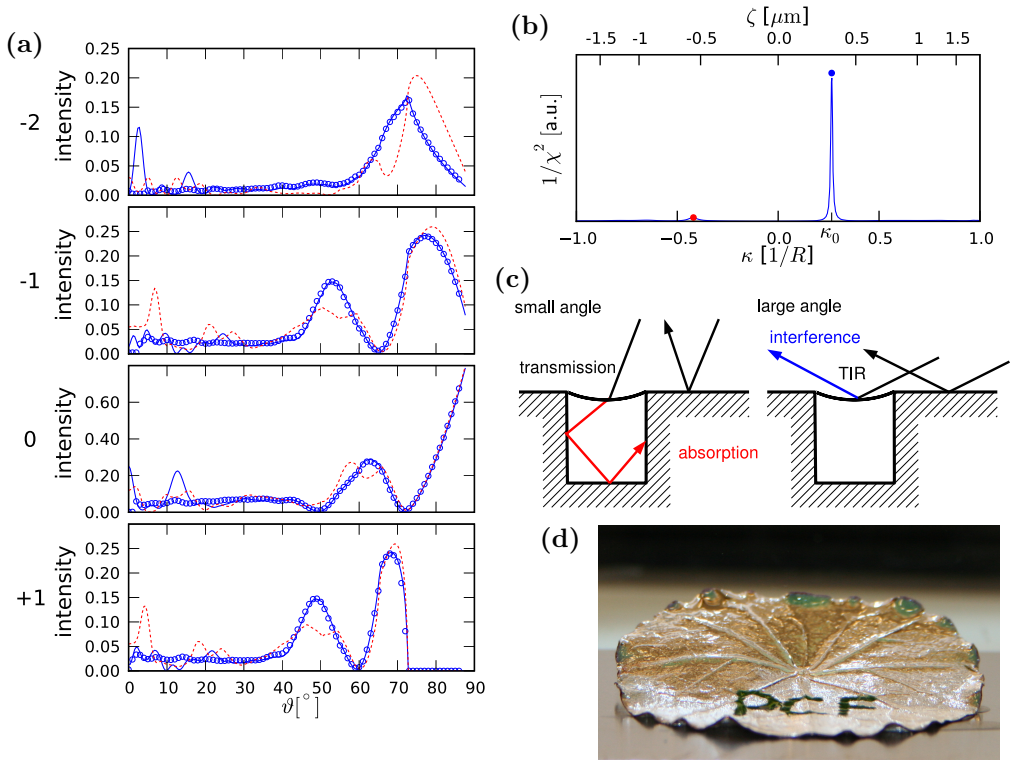 (a)
-2
intensity
0.25
0.20
0.15
0.10
0.05
0.00
-1
intensity
0.25
0.20
0.15
0.10
0.05
0.00
0
intensity
0.60
0.40
0.20
0.00
+1
intensity
0.25
0.20
0.15
0.10
0.05
0.00
0 10 20 30 40 50 60 70 80 90
ϑ[°]
(b)
ζ [μm]
-1.5 -1 -0.5 0.0 0.5 1 1.5
1/χ² [a.u.]
κ₀
−1.0 −0.5 0.0 0.5 1.0
κ [1/R]
(c)
small angle large angle
interference
transmission TIR
absorption
(d)
PCF